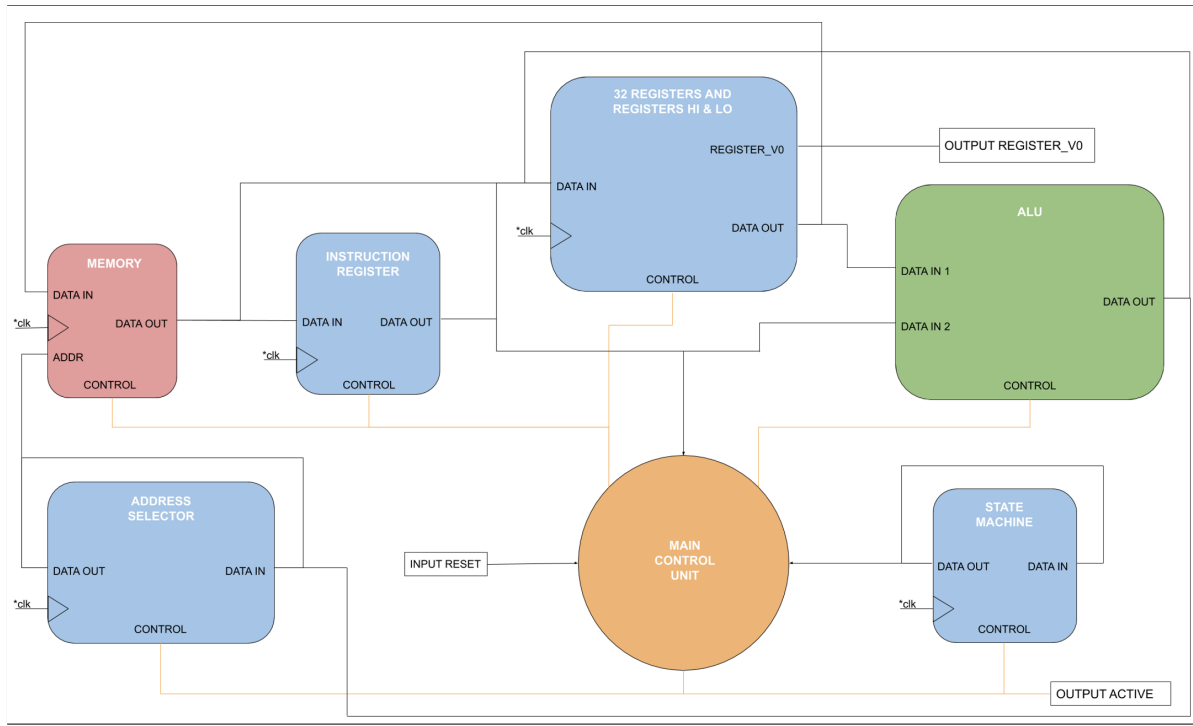 32 REGISTERS AND
REGISTERS HI & LO
REGISTER_V0
DATA IN
*clk
DATA OUT
CONTROL
OUTPUT REGISTER_V0
ALU
DATA IN 1
DATA IN 2
DATA OUT
CONTROL
MEMORY
DATA IN
*clk
DATA OUT
ADDR
CONTROL
INSTRUCTION
REGISTER
DATA IN
DATA OUT
*clk
CONTROL
ADDRESS
SELECTOR
DATA OUT
DATA IN
*clk
CONTROL
INPUT RESET
MAIN
CONTROL
UNIT
STATE
MACHINE
DATA OUT
DATA IN
*clk
CONTROL
OUTPUT ACTIVE